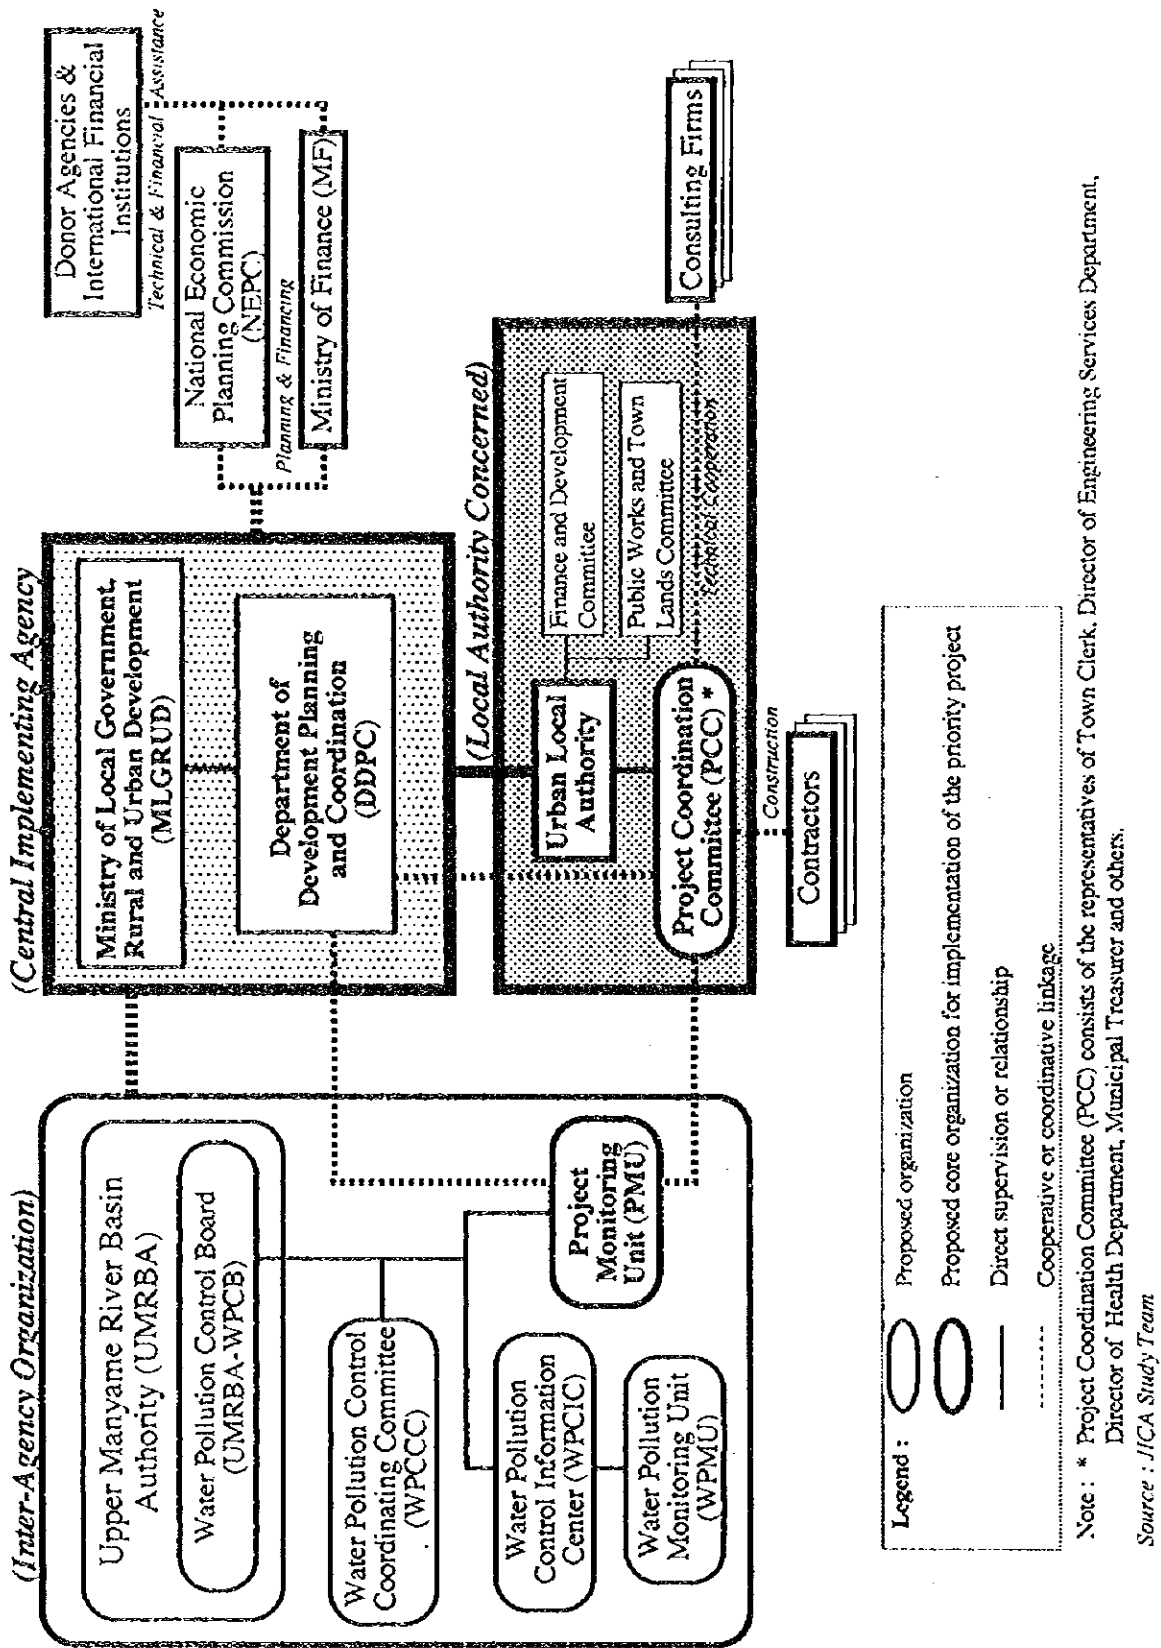 (Inter-Agency Organization)
Upper Manyame River Basin
Authority (UMRBA)
Water Pollution Control Board
(UMRBA-WPCB)
Water Pollution Control
Coordinating Committee
(WPCCC)
Water Pollution
Control Information
Center (WPCIC)
Water Pollution
Monitoring Unit
(WPMU)
Project
Monitoring
Unit (PMU)
(Central Implementing Agency
Ministry of Local Government,
Rural and Urban Development
(MLGRUD)
Department of
Development Planning
and Coordination
(DDPC)
(Local Authority Concerned)
Urban Local
Authority
Finance and Development
Committee
Public Works and Town
Lands Committee
Project Coordination
Committee (PCC) *
Technical Cooperation
Construction
Contractors
Consulting Firms
Donor Agencies &
International Financial
Institutions
Technical & Financial Assistance
National Economic
Planning Commission
(NEPC)
Planning & Financing
Ministry of Finance (MF)
Legend :
Proposed organization
Proposed core organization for implementation of the priority project
Direct supervision or relationship
Cooperative or coordinative linkage
Note : * Project Coordination Committee (PCC) consists of the representatives of Town Clerk, Director of Engineering Services Department,
Director of Health Department, Municipal Treasurer and others.
Source : JICA Study Team